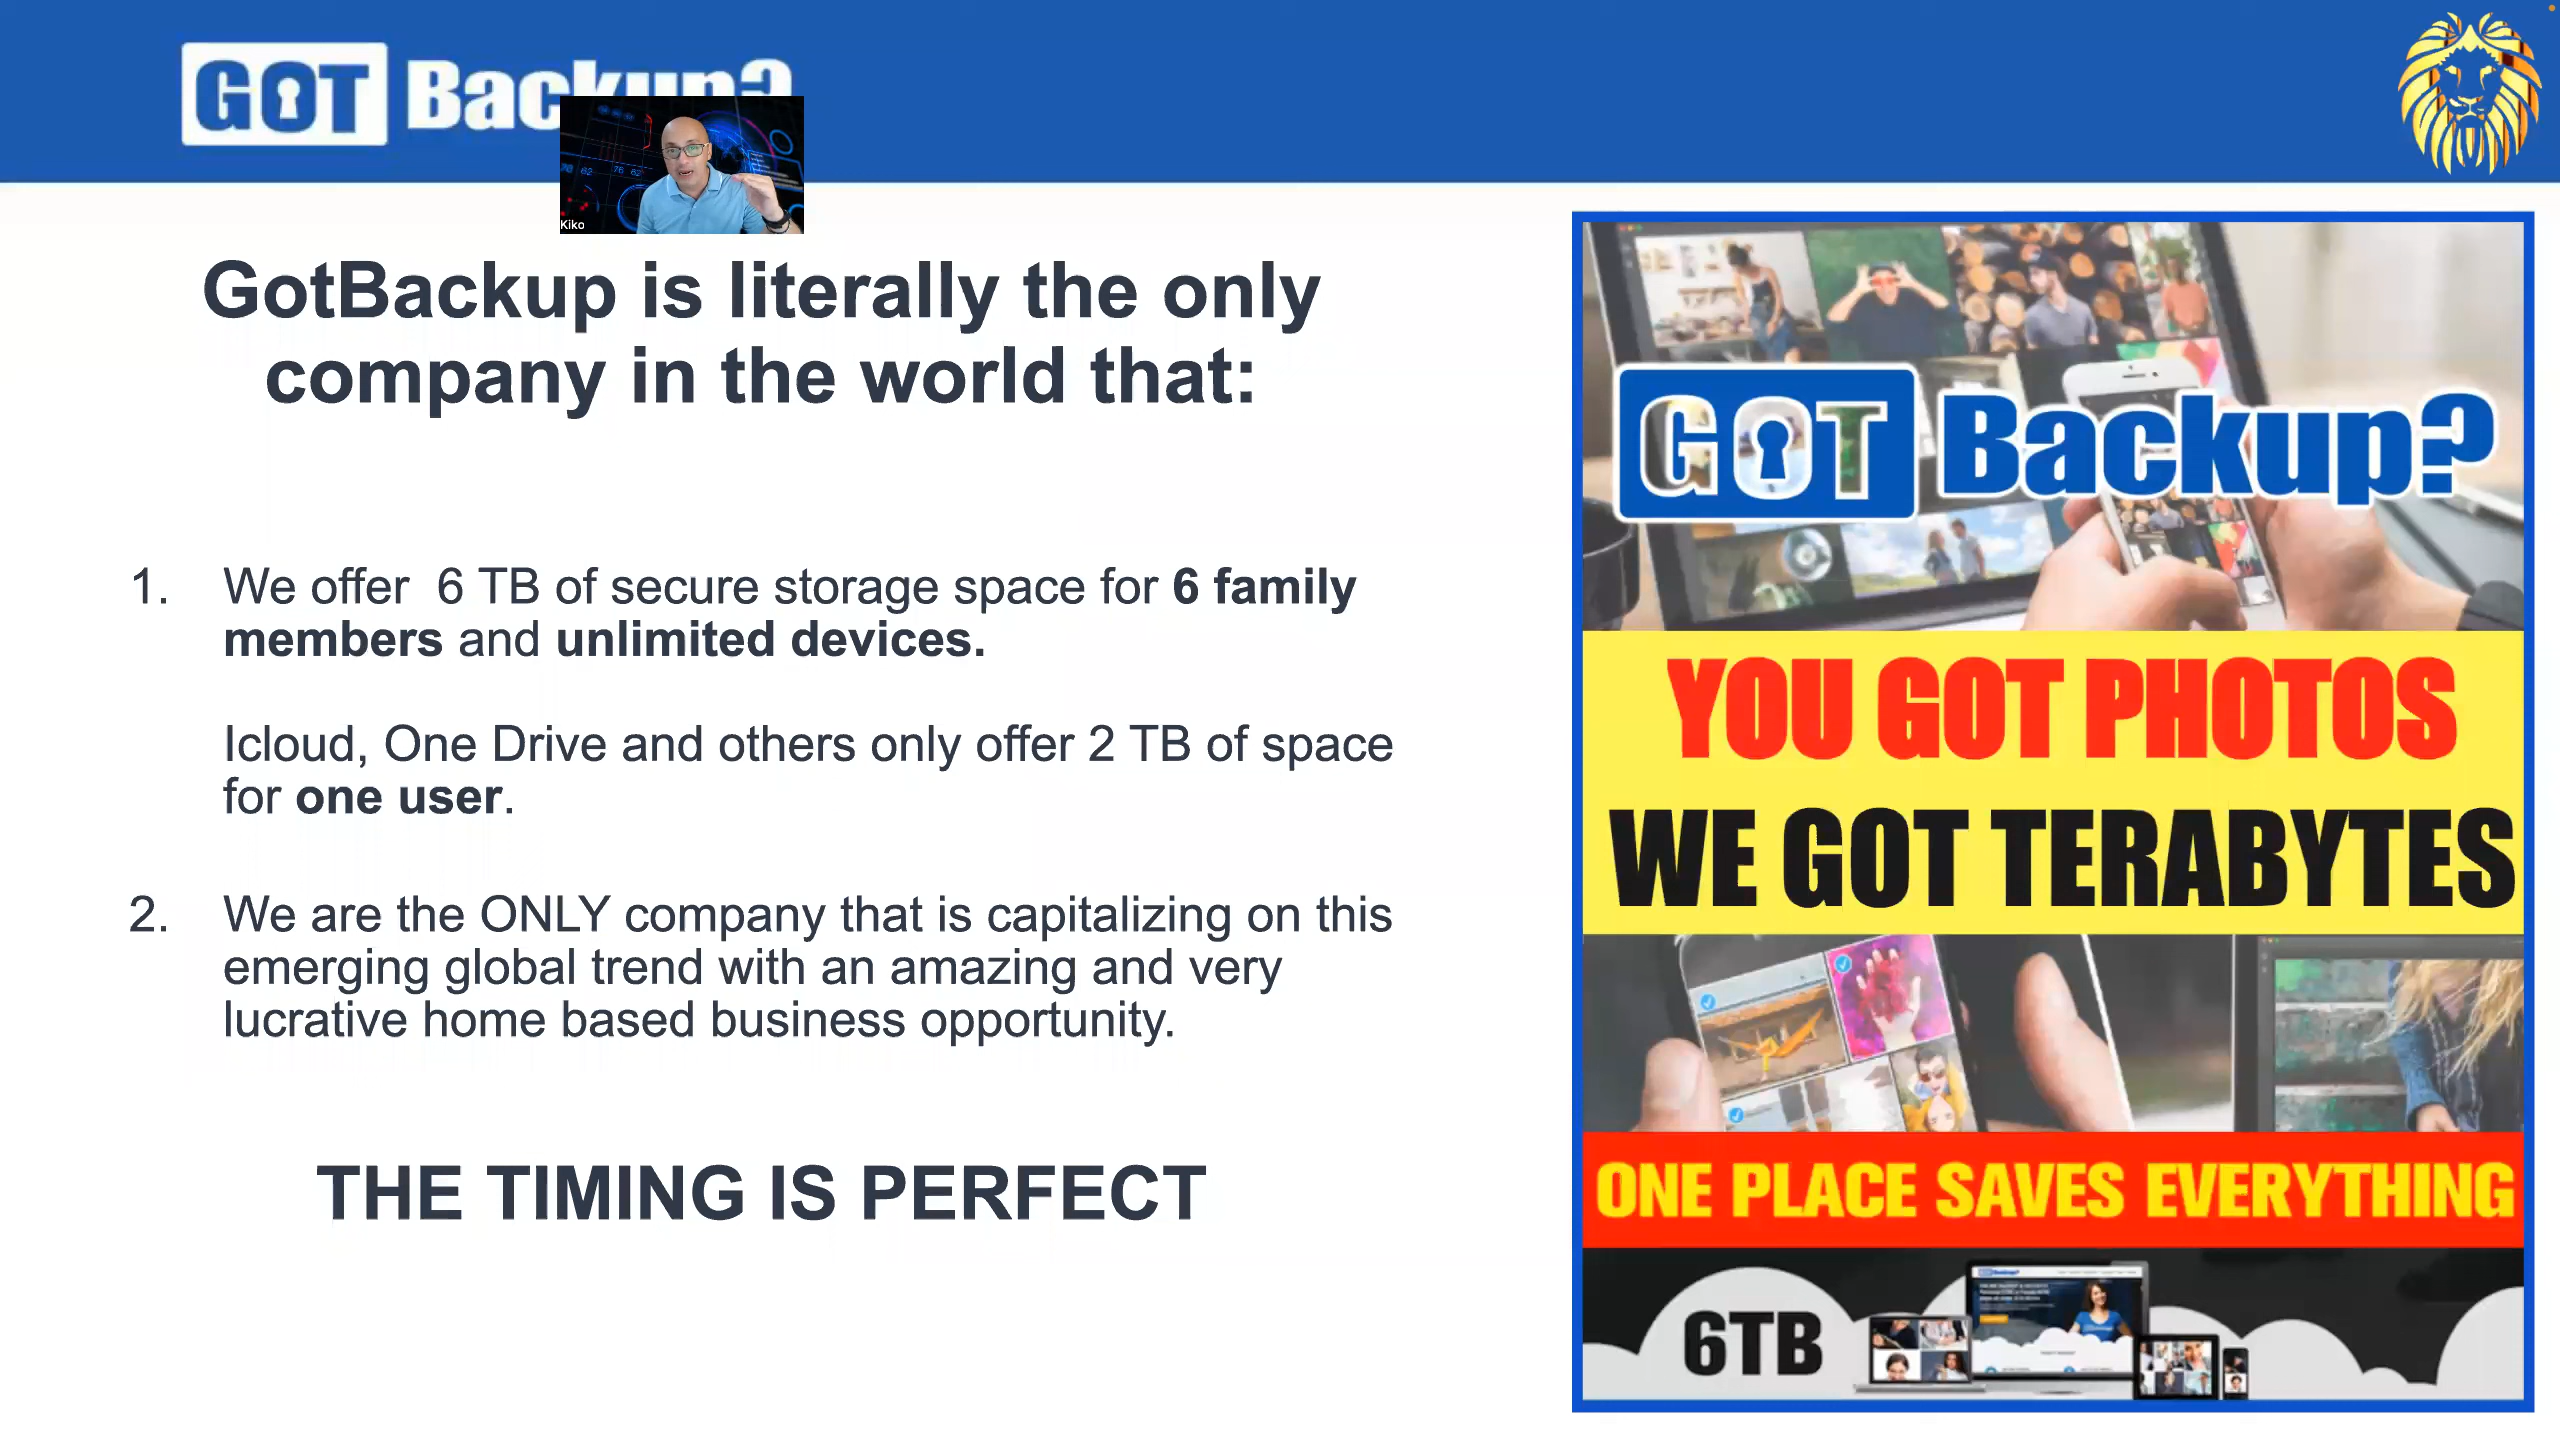 GOT Backup?
Kiko
GotBackup is literally the only
company in the world that:
1. We offer 6 TB of secure storage space for 6 family
members and unlimited devices.
Icloud, One Drive and others only offer 2 TB of space
for one user.
2. We are the ONLY company that is capitalizing on this
emerging global trend with an amazing and very
lucrative home based business opportunity.
THE TIMING IS PERFECT
GOT Backup?
YOU GOT PHOTOS
WE GOT TERABYTES
ONE PLACE SAVES EVERYTHING
6TB